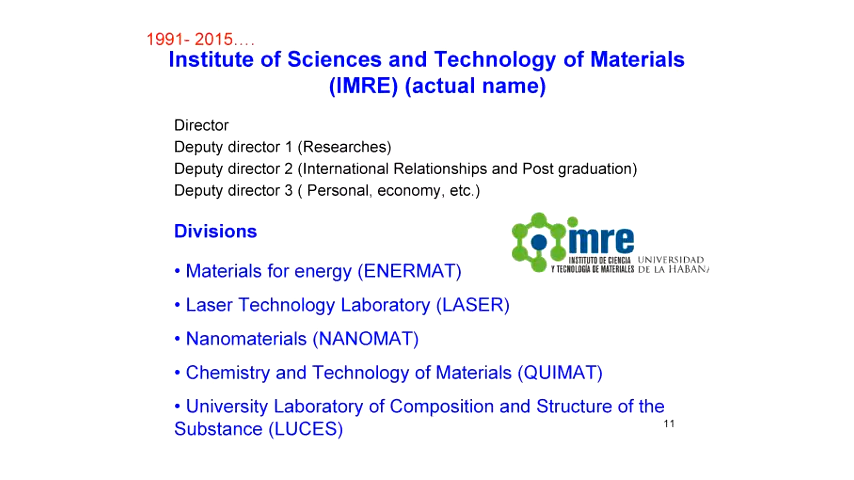 1991- 2015….
Institute of Sciences and Technology of Materials
(IMRE) (actual name)
Director
Deputy director 1 (Researches)
Deputy director 2 (International Relationships and Post graduation)
Deputy director 3 ( Personal, economy, etc.)
Divisions
imre
INSTITUTO DE CIENCIA
Y TECNOLOGÍA DE MATERIALES
UNIVERSIDAD
DE LA HABANA
• Materials for energy (ENERMAT)
• Laser Technology Laboratory (LASER)
• Nanomaterials (NANOMAT)
• Chemistry and Technology of Materials (QUIMAT)
• University Laboratory of Composition and Structure of the
Substance (LUCES)
11